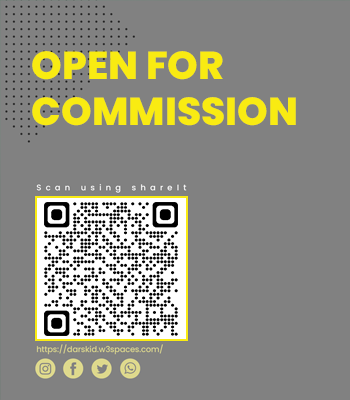 OPEN FOR
COMMISSION
Scan using shareIt
https://darskid.w3spaces.com/